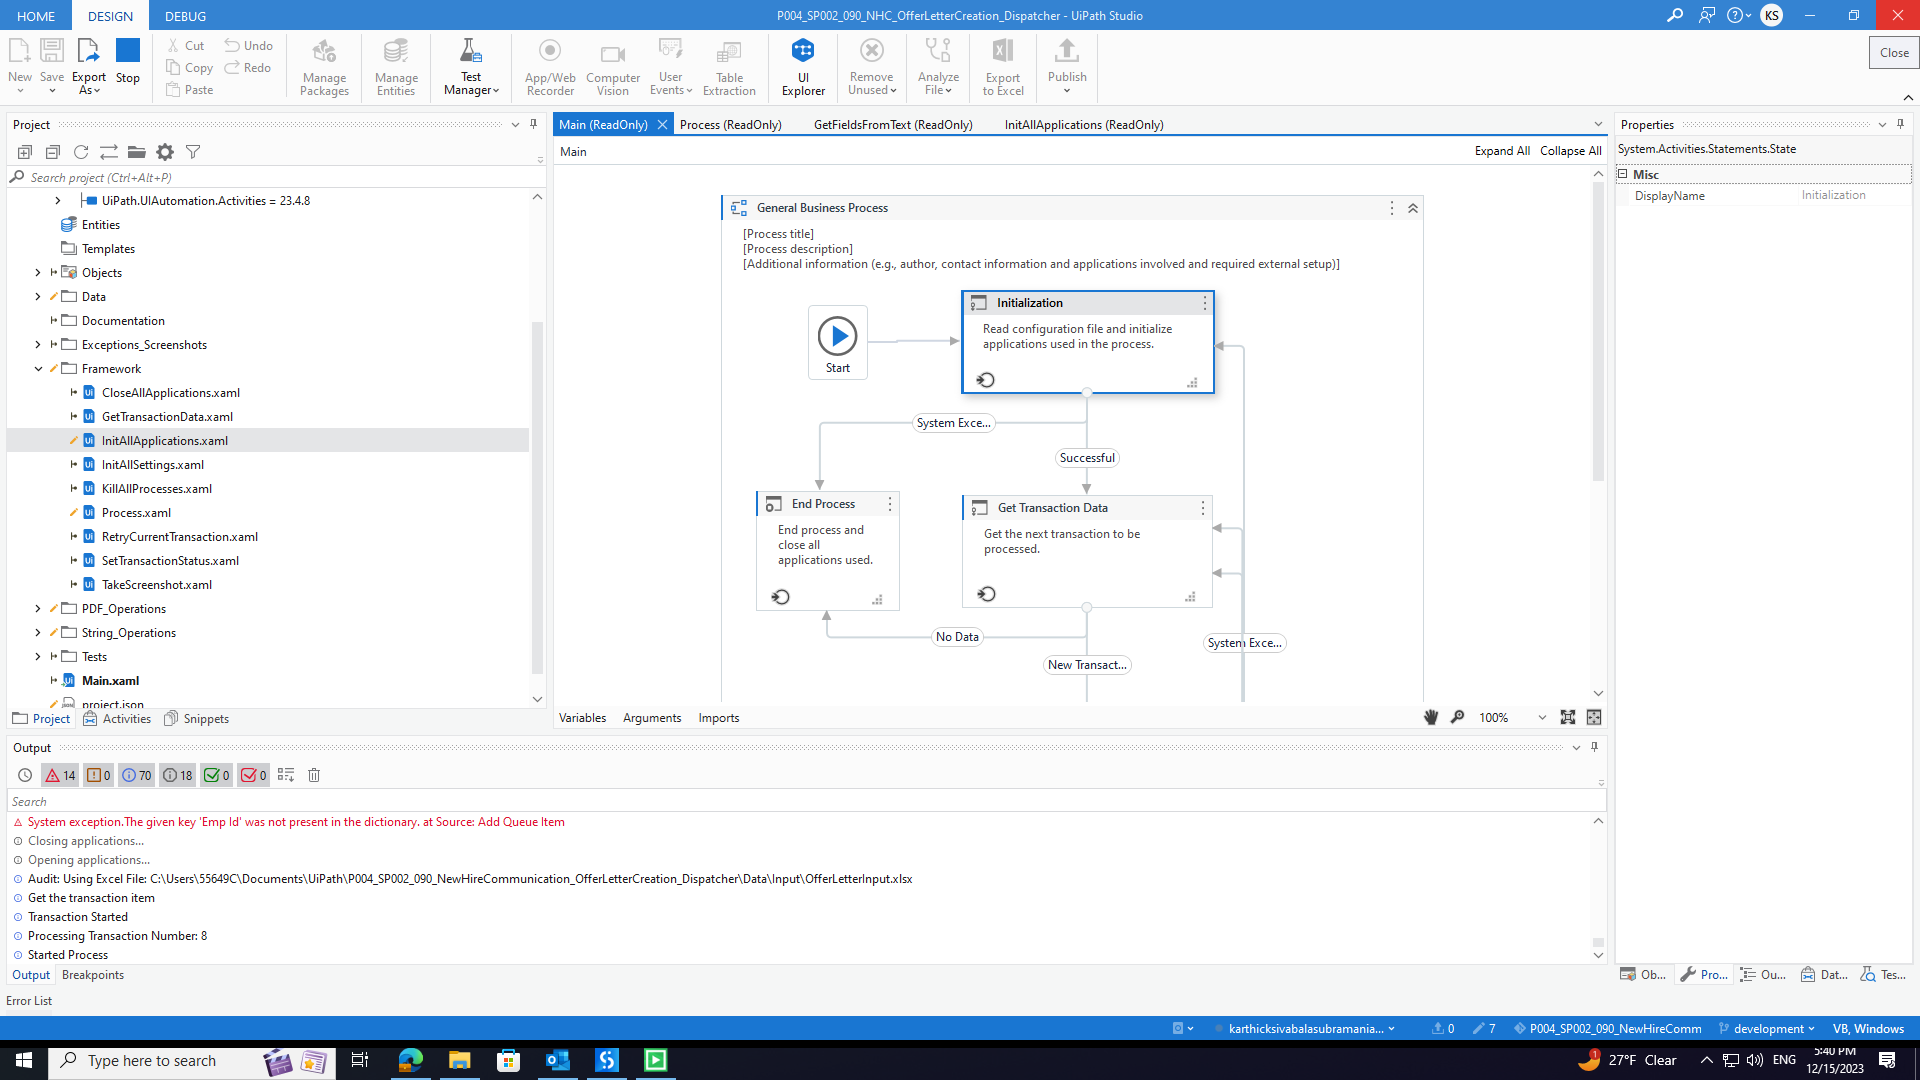 HOME DESIGN DEBUG
P004_SP002_090_NHC_OfferLetterCreation_Dispatcher - UiPath Studio
KS
New
Save
Export As
Stop
Cut
Copy
Paste
Undo
Redo
Manage Packages
Manage Entities
Test Manager
App/Web Recorder
Computer Vision
User Events
Table Extraction
UI Explorer
Remove Unused
Analyze File
Export to Excel
Publish
Close
Project
Search project (Ctrl+Alt+P)
UiPath.UIAutomation.Activities = 23.4.8
Entities
Templates
Objects
Data
Documentation
Exceptions_Screenshots
Framework
CloseAllApplications.xaml
GetTransactionData.xaml
InitAllApplications.xaml
InitAllSettings.xaml
KillAllProcesses.xaml
Process.xaml
RetryCurrentTransaction.xaml
SetTransactionStatus.xaml
TakeScreenshot.xaml
PDF_Operations
String_Operations
Tests
Main.xaml
project.json
Project Activities Snippets
Main (ReadOnly) Process (ReadOnly) GetFieldsFromText (ReadOnly) InitAllApplications (ReadOnly)
Main
Expand All Collapse All
General Business Process
[Process title]
[Process description]
[Additional information (e.g., author, contact information and applications involved and required external setup)]
Start
Initialization
Read configuration file and initialize
applications used in the process.
System Exce...
Successful
End Process
End process and
close all
applications used.
Get Transaction Data
Get the next transaction to be
processed.
No Data
New Transact...
System Exce...
Variables Arguments Imports
100%
Properties
System.Activities.Statements.State
Misc
DisplayName Initialization
Output
14 0 70 18 0 0
Search
System exception.The given key 'Emp Id' was not present in the dictionary. at Source: Add Queue Item
Closing applications...
Opening applications...
Audit: Using Excel File: C:\Users\55649C\Documents\UiPath\P004_SP002_090_NewHireCommunication_OfferLetterCreation_Dispatcher\Data\Input\OfferLetterInput.xlsx
Get the transaction item
Transaction Started
Processing Transaction Number: 8
Started Process
Output Breakpoints
Error List
Ob... Pro... Ou... Dat... Tes...
karthicksivabalasubramania... 0 7 P004_SP002_090_NewHireComm development VB, Windows
Type here to search
1
27°F Clear
ENG
5:40 PM
12/15/2023